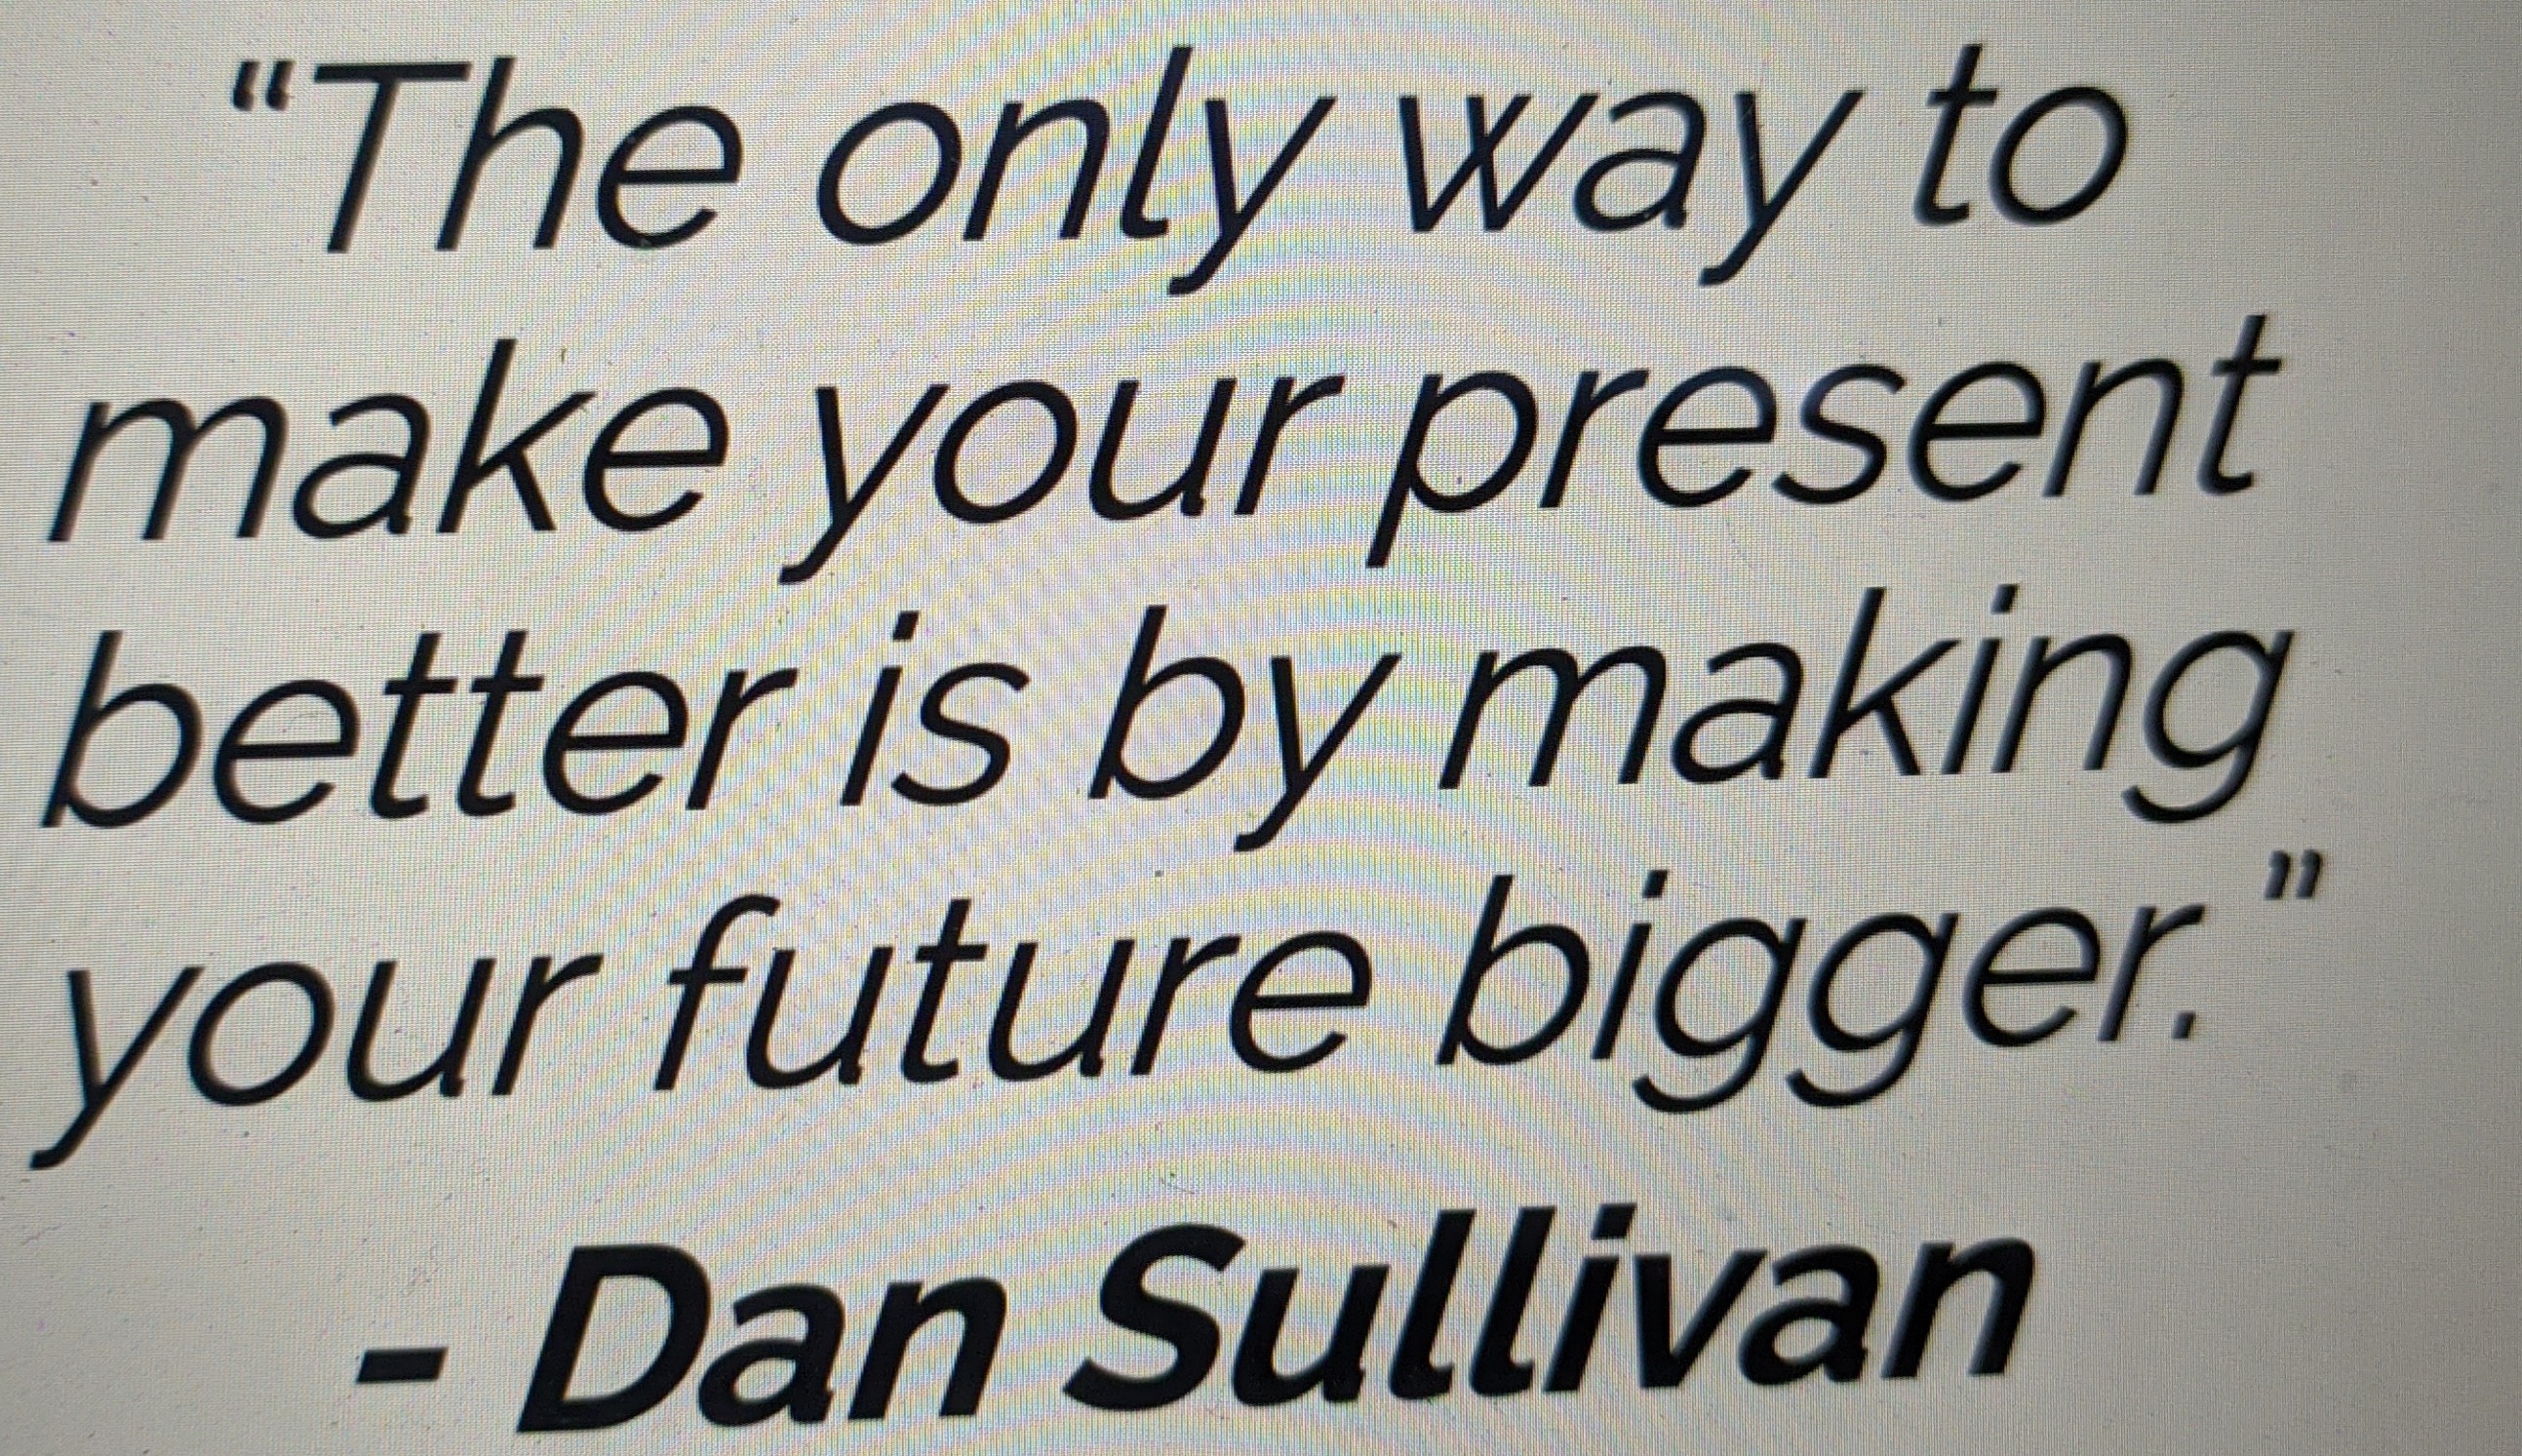 “The only way to
make your present
better is by making
your future bigger.”
- Dan Sullivan